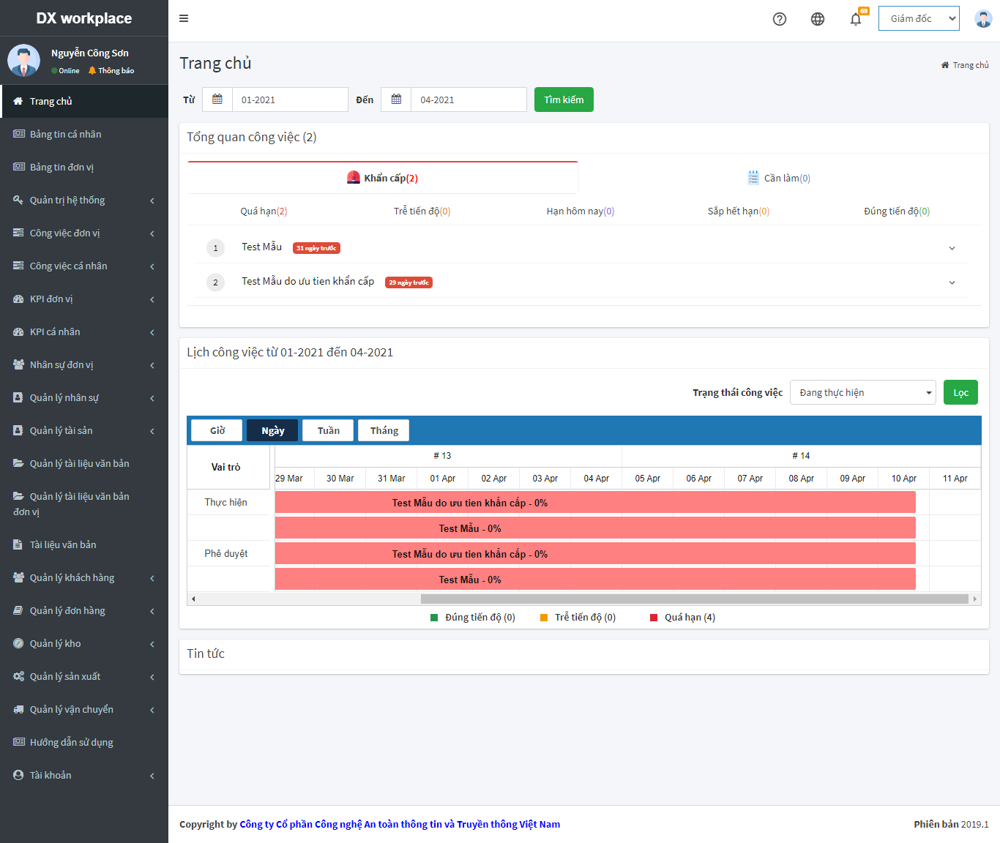 DX workplace
Nguyễn Công Sơn
Online Thông báo
Trang chủ
Bảng tin cá nhân
Bảng tin đơn vị
Quản trị hệ thống
Công việc đơn vị
Công việc cá nhân
KPI đơn vị
KPI cá nhân
Nhân sự đơn vị
Quản lý nhân sự
Quản lý tài sản
Quản lý tài liệu văn bản
Quản lý tài liệu văn bản
đơn vị
Tài liệu văn bản
Quản lý khách hàng
Quản lý đơn hàng
Quản lý kho
Quản lý sản xuất
Quản lý vận chuyển
Hướng dẫn sử dụng
Tài khoản
69
Giám đốc
Trang chủ
Trang chủ
Từ 01-2021 Đến 04-2021 Tìm kiếm
Tổng quan công việc (2)
Khẩn cấp(2) Cần làm(0)
Quá hạn(2) Trễ tiến độ(0) Hạn hôm nay(0) Sắp hết hạn(0) Đúng tiến độ(0)
1 Test Mẫu 31 ngày trước
2 Test Mẫu do ưu tien khẩn cấp 29 ngày trước
Lịch công việc từ 01-2021 đến 04-2021
Trạng thái công việc Đang thực hiện Lọc
Giờ Ngày Tuần Tháng
Vai trò
# 13 # 14
29 Mar 30 Mar 31 Mar 01 Apr 02 Apr 03 Apr 04 Apr 05 Apr 06 Apr 07 Apr 08 Apr 09 Apr 10 Apr 11 Apr
Thực hiện Test Mẫu do ưu tien khẩn cấp - 0%
Test Mẫu - 0%
Phê duyệt Test Mẫu do ưu tien khẩn cấp - 0%
Test Mẫu - 0%
Đúng tiến độ (0) Trễ tiến độ (0) Quá hạn (4)
Tin tức
Copyright by Công ty Cổ phần Công nghệ An toàn thông tin và Truyền thông Việt Nam
Phiên bản 2019.1